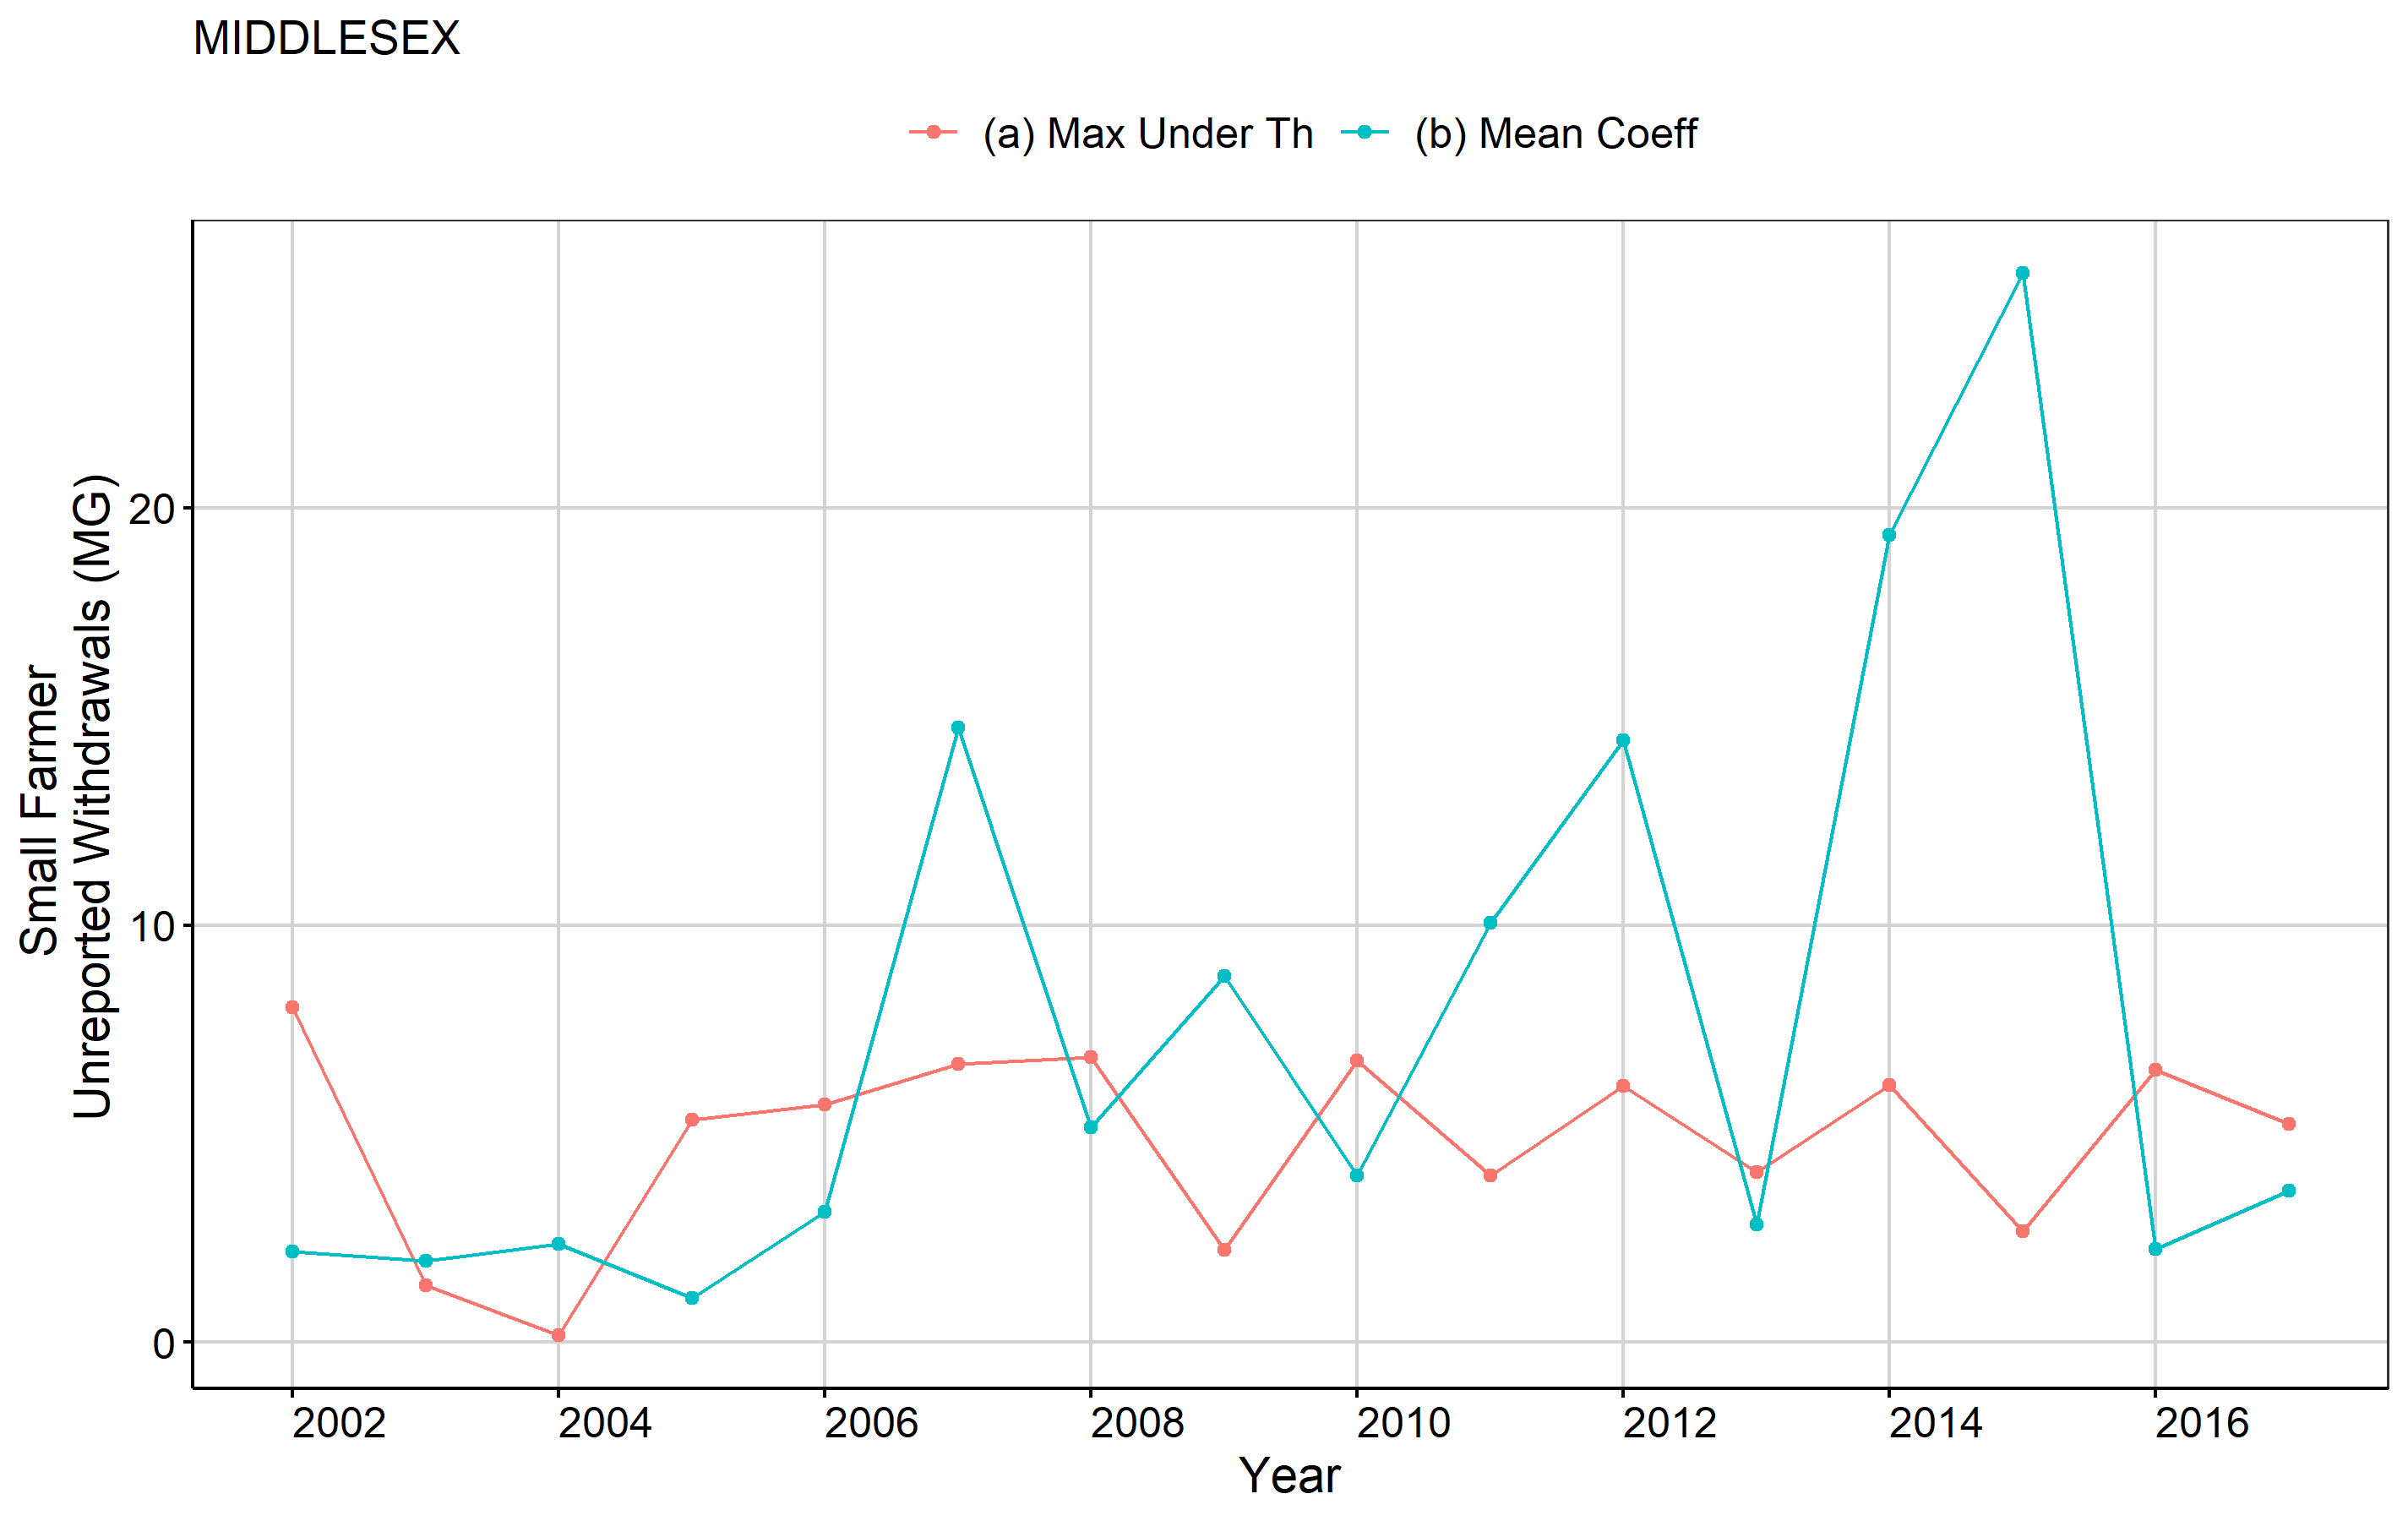 MIDDLESEX
(a) Max Under Th
(b) Mean Coeff
Small Farmer
Unreported Withdrawals (MG)
20
10
0
2002
2004
2006
2008
2010
2012
2014
2016
Year